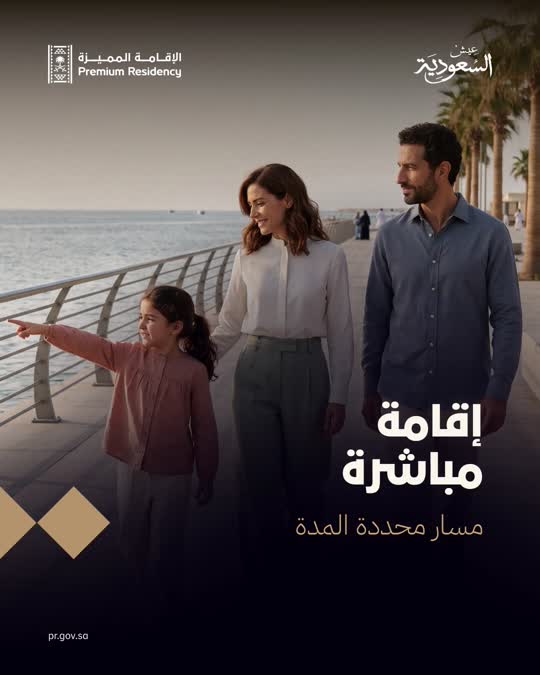 الإقامة المميزة
Premium Residency
عيش
السعودية
إقامة
مباشرة
مسار محددة المدة
pr.gov.sa